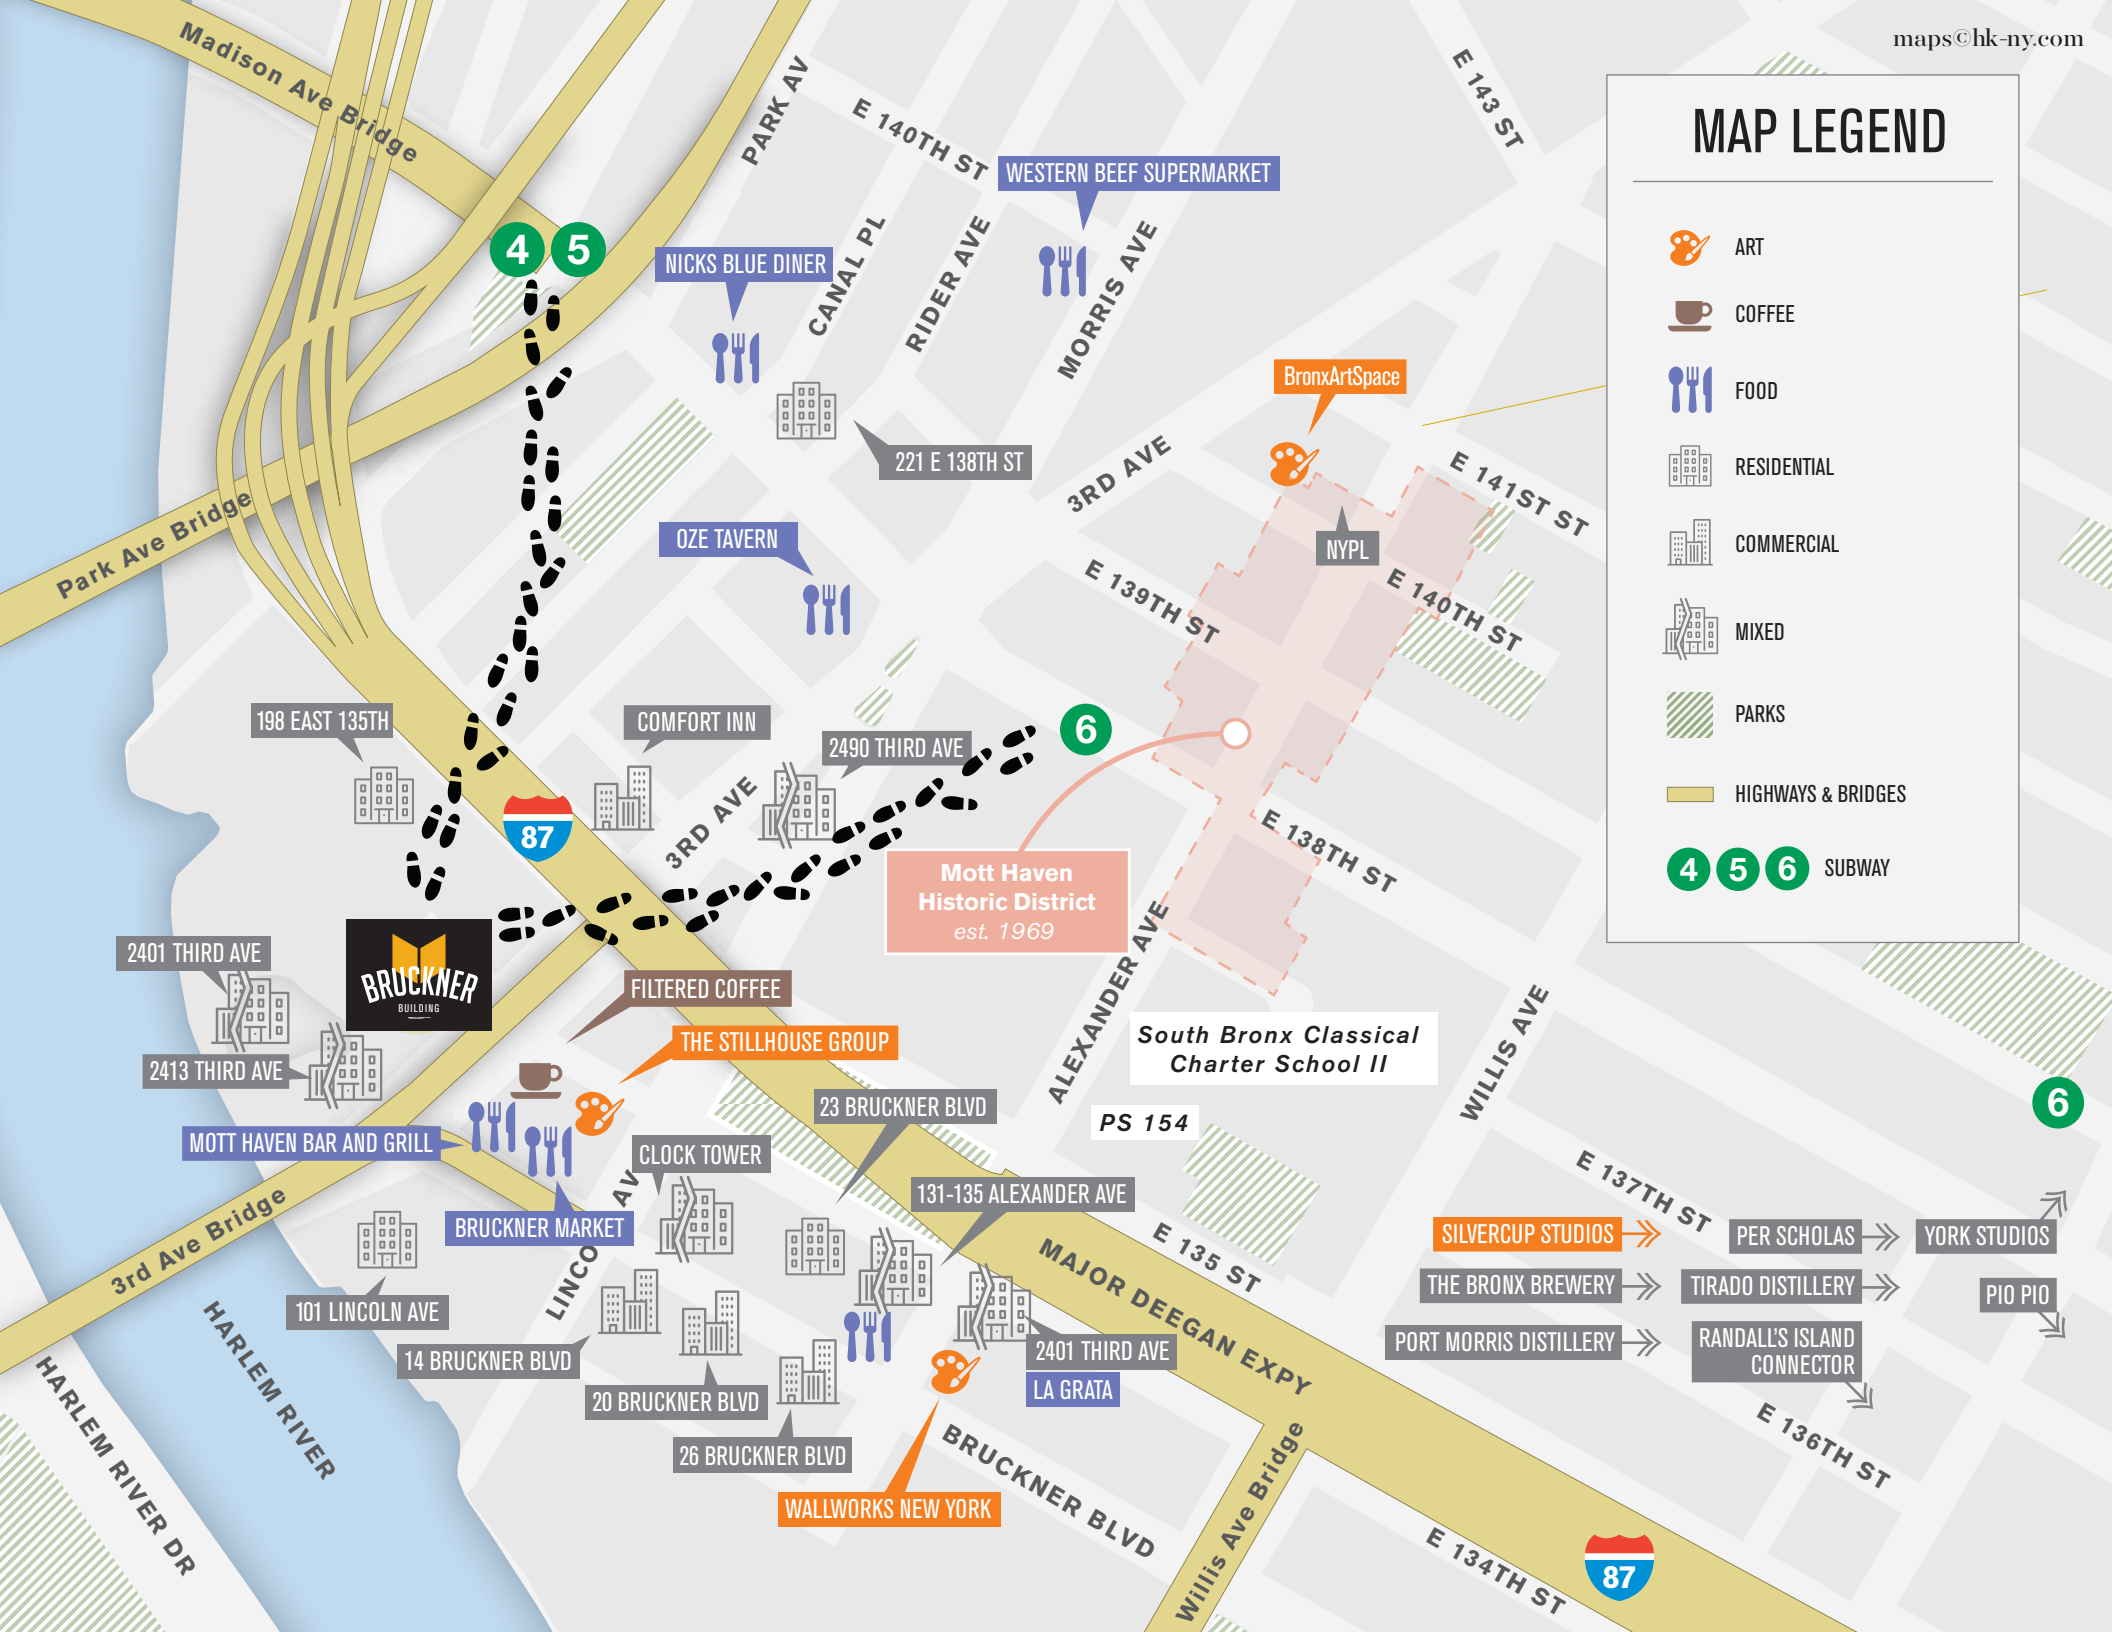 maps©hk-ny.com
MAP LEGEND
ART
COFFEE
FOOD
RESIDENTIAL
COMMERCIAL
MIXED
PARKS
HIGHWAYS & BRIDGES
4 5 6 SUBWAY
Madison Ave Bridge
PARK AV
E 140TH ST
E 143 ST
WESTERN BEEF SUPERMARKET
4 5
NICKS BLUE DINER
CANAL PL
RIDER AVE
MORRIS AVE
BronxArtSpace
221 E 138TH ST
3RD AVE
E 141ST ST
Park Ave Bridge
OZE TAVERN
NYPL
E 139TH ST
E 140TH ST
198 EAST 135TH
COMFORT INN
2490 THIRD AVE
6
87
3RD AVE
E 138TH ST
Mott Haven
Historic District
est. 1969
2401 THIRD AVE
BRUCKNER
BUILDING
FILTERED COFFEE
ALEXANDER AVE
WILLIS AVE
THE STILLHOUSE GROUP
South Bronx Classical
Charter School II
2413 THIRD AVE
23 BRUCKNER BLVD
PS 154
6
MOTT HAVEN BAR AND GRILL
CLOCK TOWER
E 137TH ST
131-135 ALEXANDER AVE
BRUCKNER MARKET
LINCO AV
3rd Ave Bridge
E 135 ST
SILVERCUP STUDIOS
PER SCHOLAS
YORK STUDIOS
THE BRONX BREWERY
TIRADO DISTILLERY
PIO PIO
PORT MORRIS DISTILLERY
RANDALL'S ISLAND
CONNECTOR
101 LINCOLN AVE
MAJOR DEEGAN EXPY
14 BRUCKNER BLVD
2401 THIRD AVE
LA GRATA
20 BRUCKNER BLVD
26 BRUCKNER BLVD
HARLEM RIVER
HARLEM RIVER DR
E 136TH ST
WALLWORKS NEW YORK
BRUCKNER BLVD
Willis Ave Bridge
E 134TH ST
87